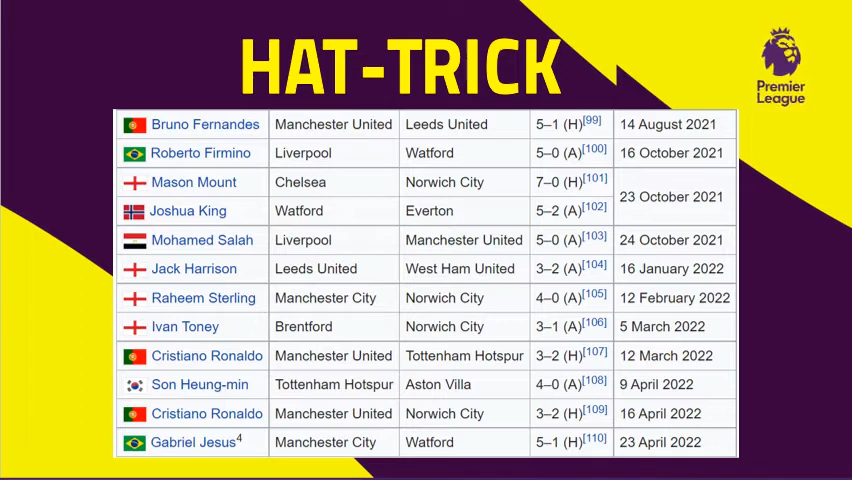 HAT-TRICK
Premier
League
Bruno Fernandes Manchester United Leeds United 5–1 (H)[99] 14 August 2021
Roberto Firmino Liverpool Watford 5–0 (A)[100] 16 October 2021
Mason Mount Chelsea Norwich City 7–0 (H)[101] 23 October 2021
Joshua King Watford Everton 5–2 (A)[102]
Mohamed Salah Liverpool Manchester United 5–0 (A)[103] 24 October 2021
Jack Harrison Leeds United West Ham United 3–2 (A)[104] 16 January 2022
Raheem Sterling Manchester City Norwich City 4–0 (A)[105] 12 February 2022
Ivan Toney Brentford Norwich City 3–1 (A)[106] 5 March 2022
Cristiano Ronaldo Manchester United Tottenham Hotspur 3–2 (H)[107] 12 March 2022
Son Heung-min Tottenham Hotspur Aston Villa 4–0 (A)[108] 9 April 2022
Cristiano Ronaldo Manchester United Norwich City 3–2 (H)[109] 16 April 2022
Gabriel Jesus4 Manchester City Watford 5–1 (H)[110] 23 April 2022